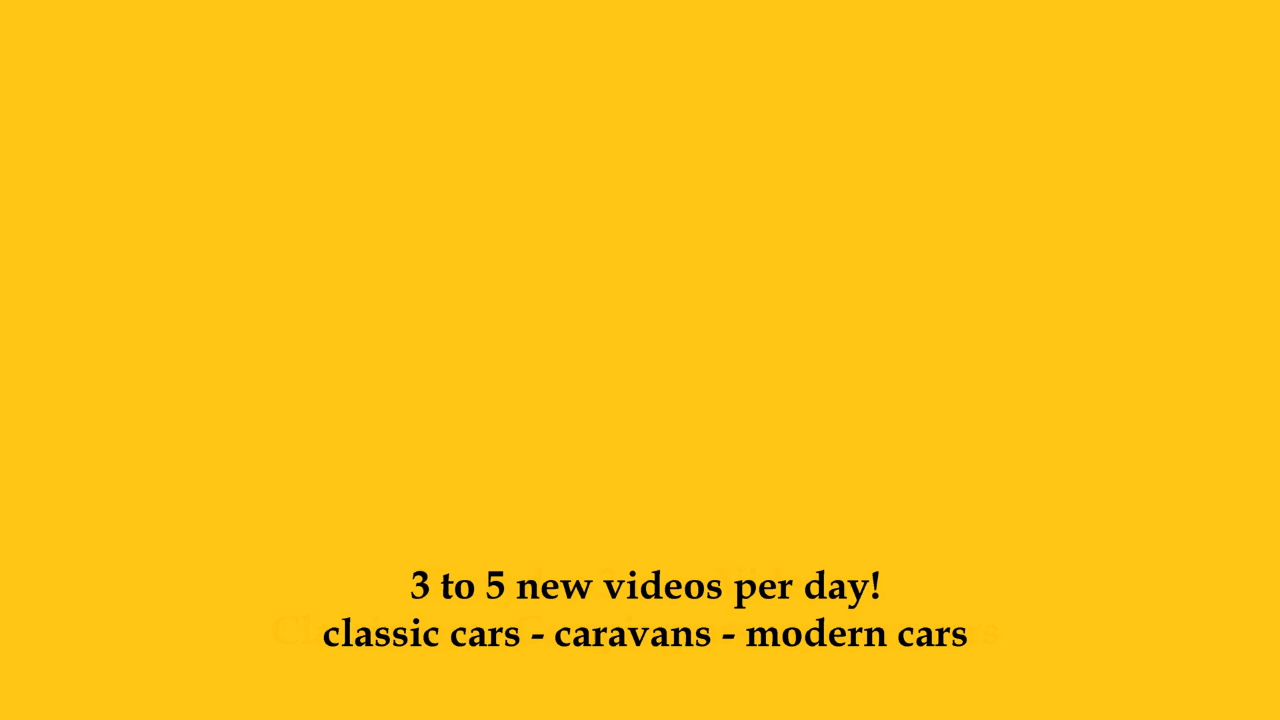 3 to 5 new videos per day!
classic cars - caravans - modern cars